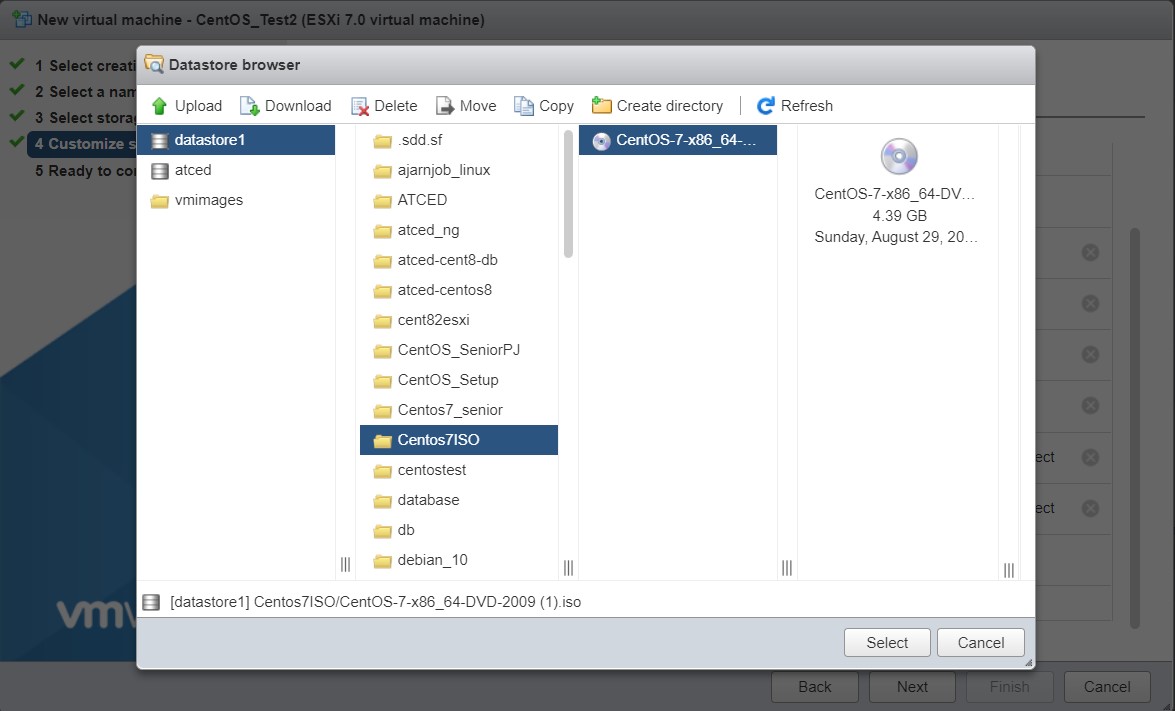 New virtual machine - CentOS_Test2 (ESXi 7.0 virtual machine)
1 Select creati
2 Select a nam
3 Select stora
4 Customize s
5 Ready to co
Datastore browser
Upload Download Delete Move Copy Create directory Refresh
datastore1
atced
vmimages
.sdd.sf
ajarnjob_linux
ATCED
atced_ng
atced-cent8-db
atced-centos8
cent82esxi
CentOS_SeniorPJ
CentOS_Setup
Centos7_senior
Centos7ISO
centostest
database
db
debian_10
CentOS-7-x86_64-...
CentOS-7-x86_64-DV...
4.39 GB
Sunday, August 29, 20...
ect
ect
[datastore1] Centos7ISO/CentOS-7-x86_64-DVD-2009 (1).iso
Select Cancel
vm
Back Next Finish Cancel